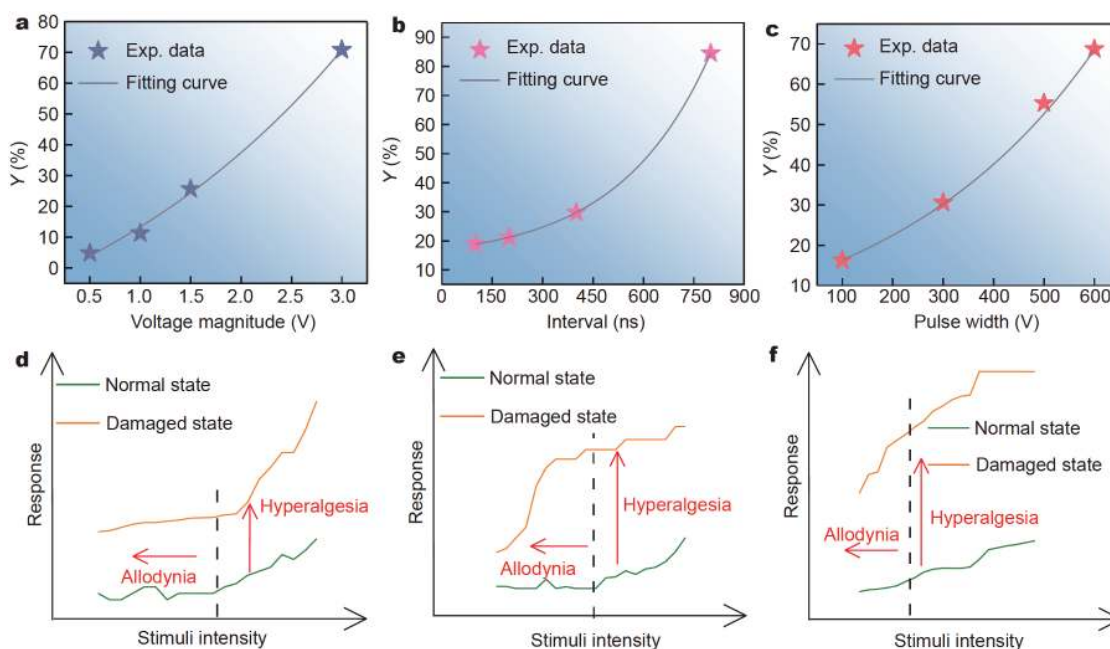 a
80
70
60
50
40
30
20
10
0
Y (%)
Exp. data
Fitting curve
0.5 1.0 1.5 2.0 2.5 3.0
Voltage magnitude (V)
b
90
80
70
60
50
40
30
20
10
Y (%)
Exp. data
Fitting curve
0 150 300 450 600 750 900
Interval (ns)
c
70
60
50
40
30
20
10
Y (%)
Exp. data
Fitting curve
100 200 300 400 500 600
Pulse width (V)
d
Normal state
Damaged state
Response
Hyperalgesia
Allodynia
Stimuli intensity
e
Normal state
Damaged state
Response
Hyperalgesia
Allodynia
Stimuli intensity
f
Normal state
Damaged state
Response
Hyperalgesia
Allodynia
Stimuli intensity